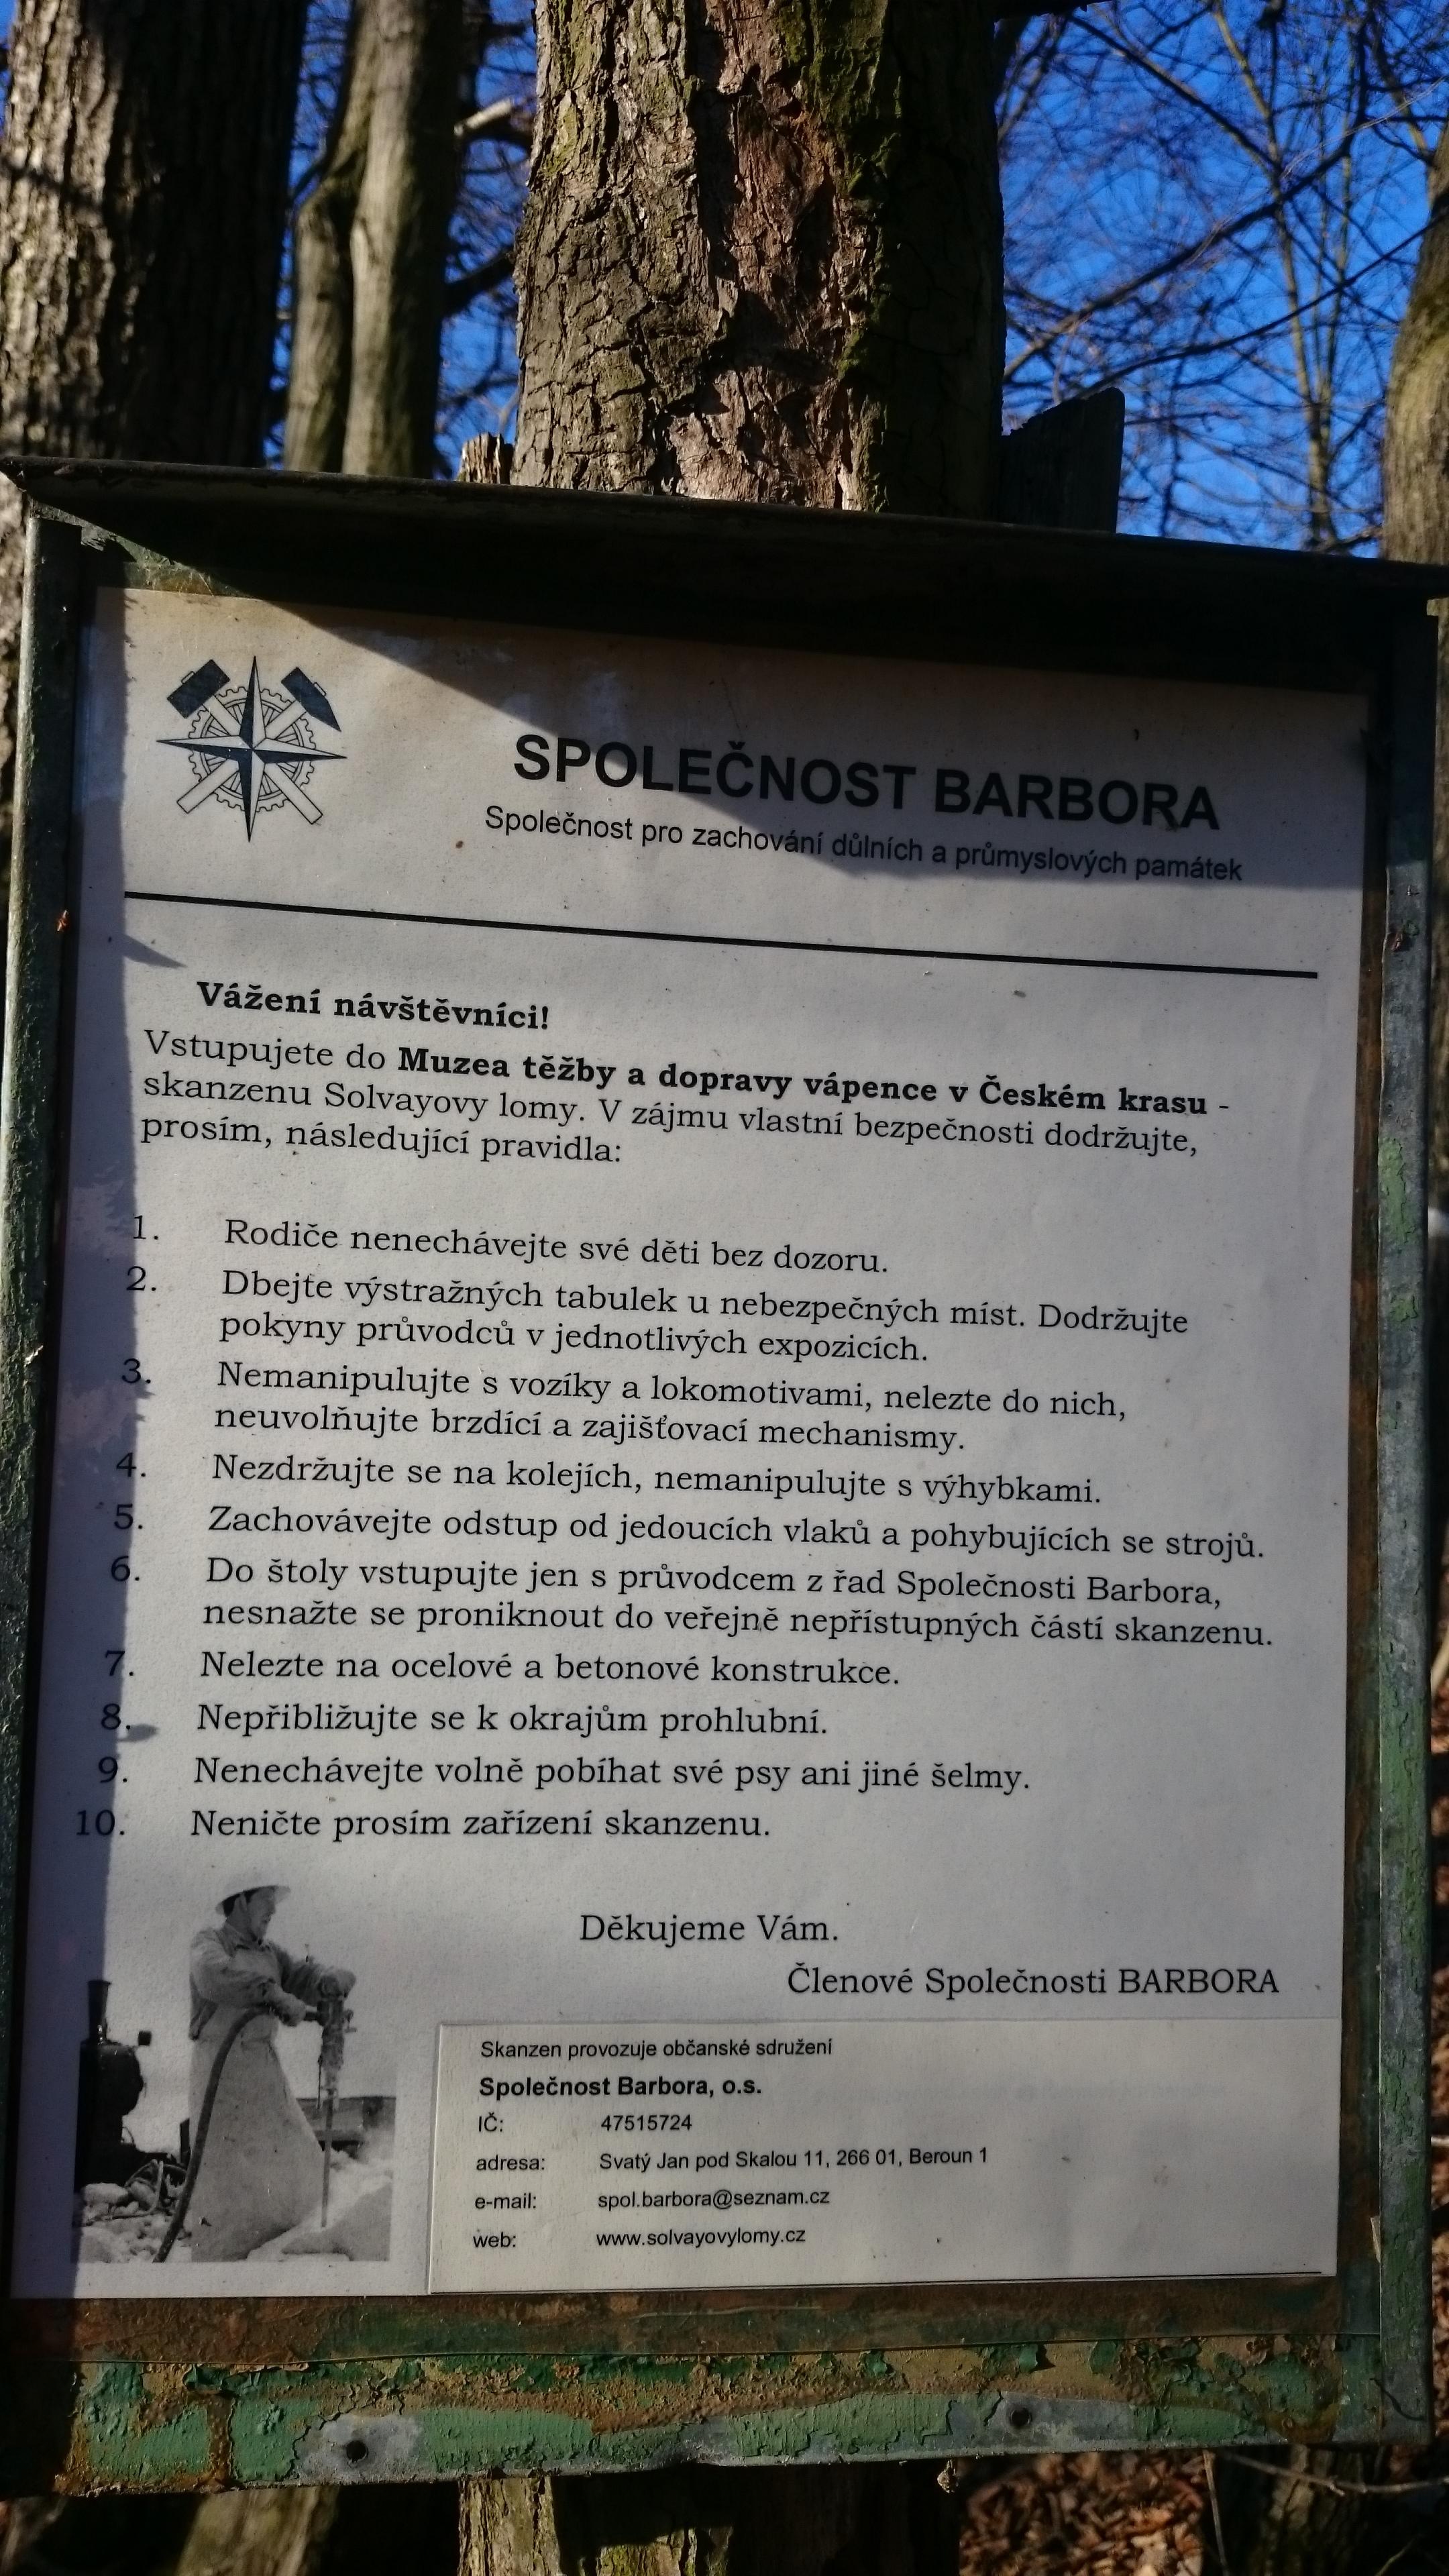 SPOLEČNOST BARBORA
Společnost pro zachování důlních a průmyslových památek
Vážení návštěvníci!
Vstupujete do Muzea těžby a dopravy vápence v Českém krasu -
skanzenu Solvayovy lomy. V zájmu vlastní bezpečnosti dodržujte,
prosím, následující pravidla:
1. Rodiče nenechávejte své děti bez dozoru.
2. Dbejte výstražných tabulek u nebezpečných míst. Dodržujte
pokyny průvodců v jednotlivých expozicích.
3. Nemanipulujte s vozíky a lokomotivami, nelezte do nich,
neuvolňujte brzdící a zajišťovací mechanismy.
4. Nezdržujte se na kolejích, nemanipulujte s výhybkami.
5. Zachovávejte odstup od jedoucích vlaků a pohybujících se strojů.
6. Do štoly vstupujte jen s průvodcem z řad Společnosti Barbora,
nesnažte se proniknout do veřejně nepřístupných částí skanzenu.
7. Nelezte na ocelové a betonové konstrukce.
8. Nepřibližujte se k okrajům prohlubní.
9. Nenechávejte volně pobíhat své psy ani jiné šelmy.
10. Neničte prosím zařízení skanzenu.
Děkujeme Vám.
Členové Společnosti BARBORA
Skanzen provozuje občanské sdružení
Společnost Barbora, o.s.
IČ: 47515724
adresa: Svatý Jan pod Skalou 11, 266 01, Beroun 1
e-mail: spol.barbora@seznam.cz
web: www.solvayovylomy.cz